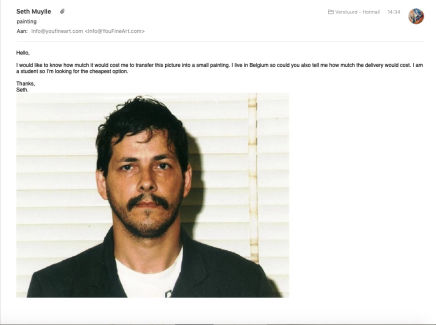 Seth Muylle
Verstuurd - Hotmail 14:34
painting
Aan: info@youfineart.com <info@YouFineArt.com>
Hello,
I would like to know how mutch it would cost me to transfer this picture into a small painting. I live in Belgium so could you also tell me how mutch the delivery would cost. I am
a student so I'm looking for the cheapest option.
Thanks,
Seth.